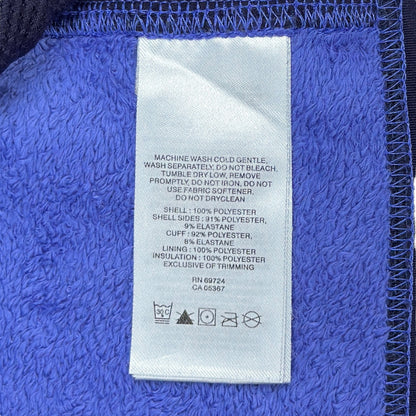 MACHINE WASH COLD GENTLE,
WASH SEPARATELY, DO NOT BLEACH,
TUMBLE DRY LOW, REMOVE
PROMPTLY, DO NOT IRON, DO NOT
USE FABRIC SOFTENER,
DO NOT DRYCLEAN
SHELL : 100% POLYESTER
SHELL SIDES : 91% POLYESTER,
9% ELASTANE
CUFF : 92% POLYESTER,
8% ELASTANE
LINING : 100% POLYESTER
INSULATION : 100% POLYESTER
EXCLUSIVE OF TRIMMING
RN 69724
CA 05367
30 C